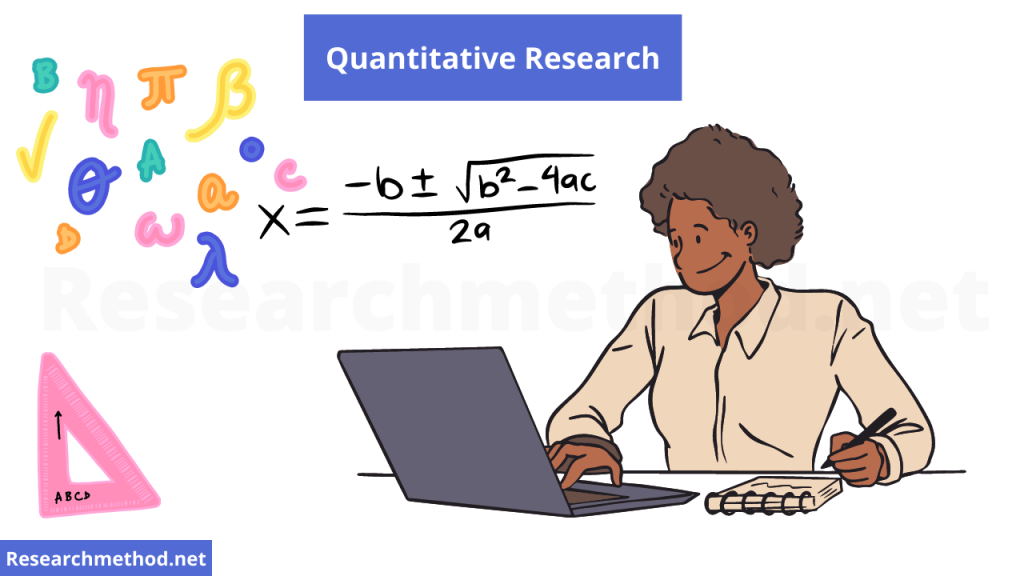 Quantitative Research
B η π β
√ θ A ° c
a
D ω λ
x = -b ± √b² - 4ac
2a
Researchmethod.net
ABCD
Researchmethod.net